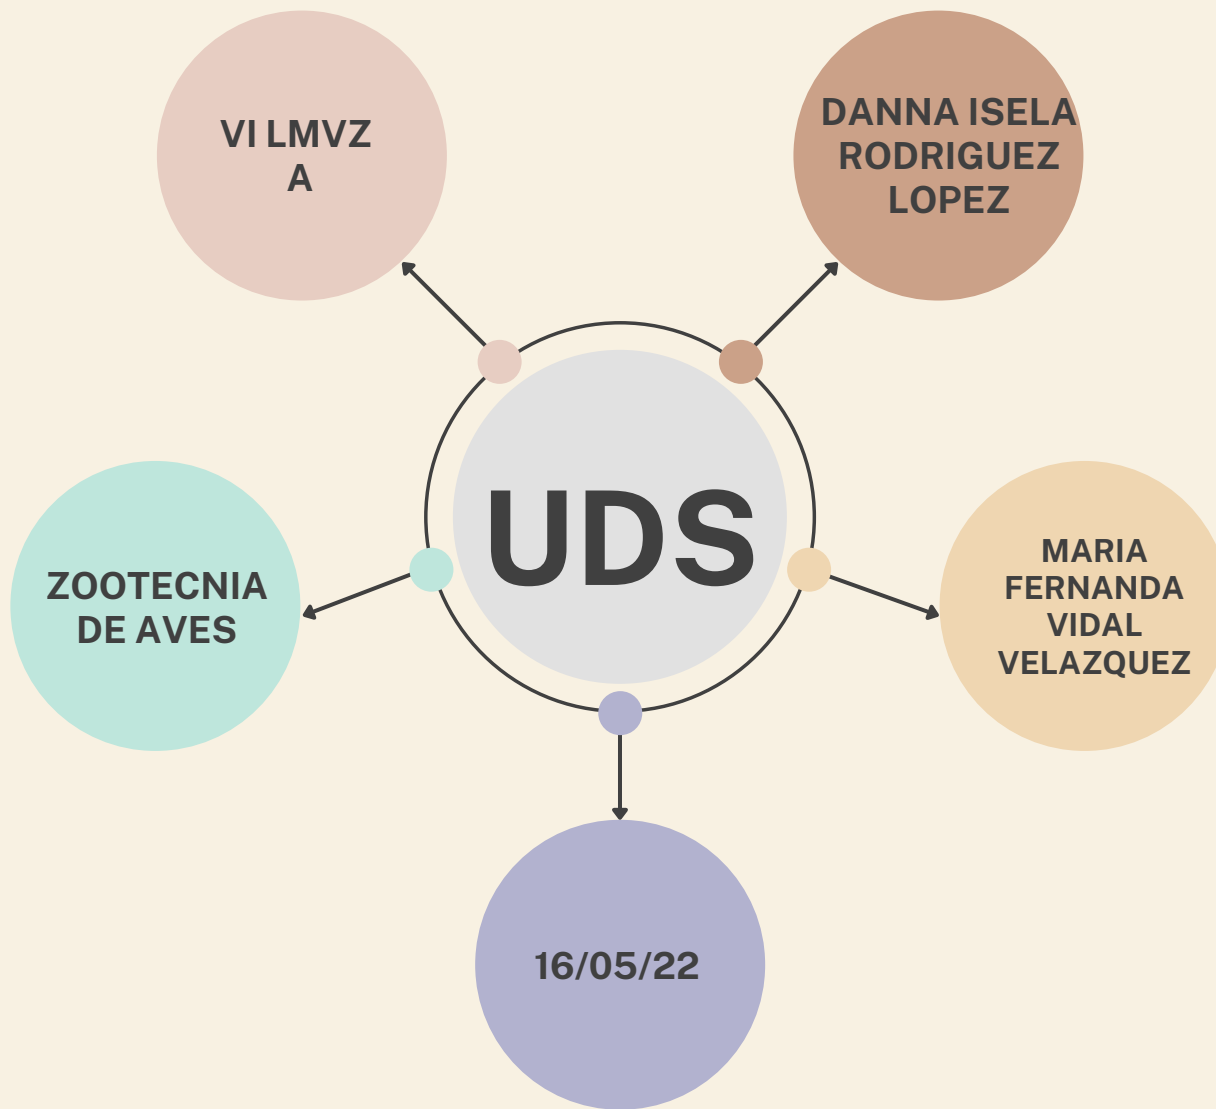 VI LMVZ
A
DANNA ISELA
RODRIGUEZ
LOPEZ
UDS
ZOOTECNIA
DE AVES
MARIA
FERNANDA
VIDAL
VELAZQUEZ
16/05/22